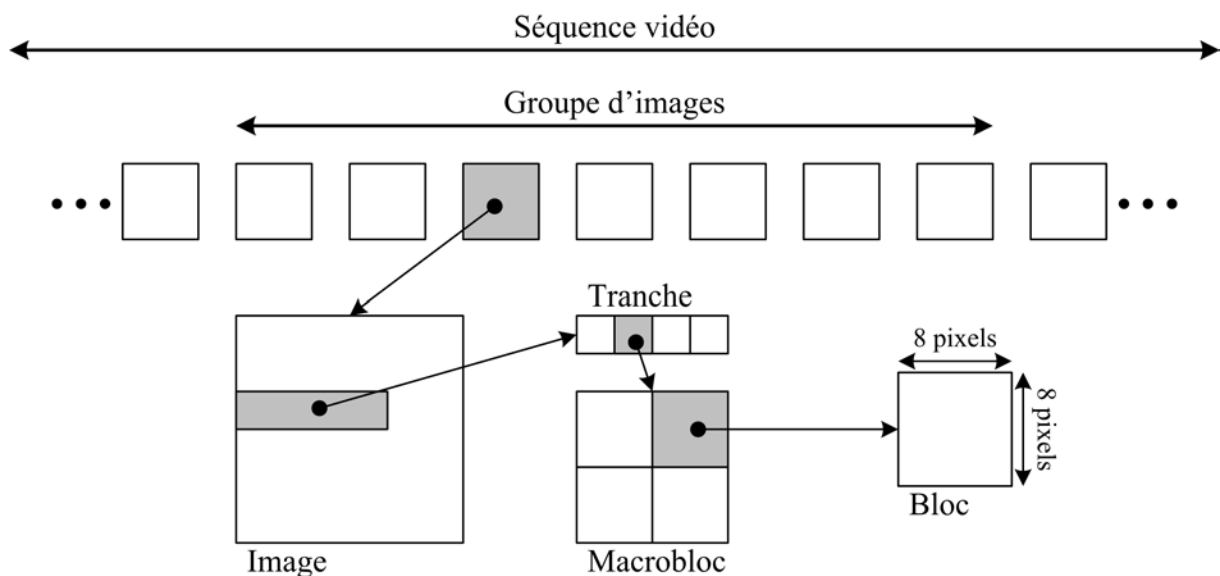 Séquence vidéo
Groupe d’images
Tranche
8 pixels
8 pixels
Bloc
Image
Macrobloc